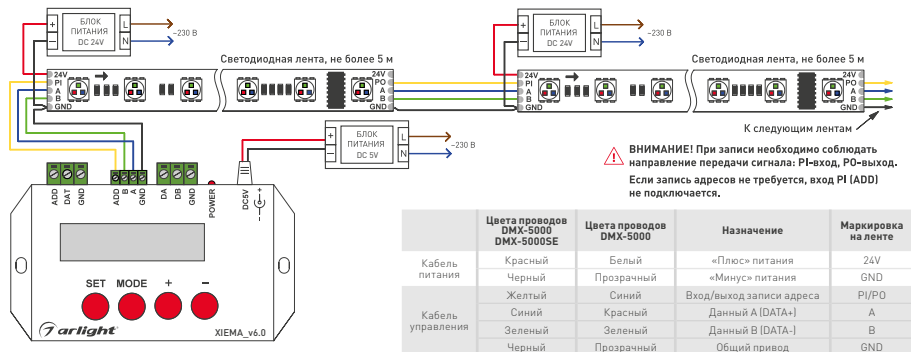 БЛОК ПИТАНИЯ DC 24V
+
−
L
N
~230 В
БЛОК ПИТАНИЯ DC 24V
+
−
L
N
~230 В
Светодиодная лента, не более 5 м
Светодиодная лента, не более 5 м
24V
PI
A
B
GND
24V
PO
A
B
GND
24V
PI
A
B
GND
24V
PO
A
B
GND
К следующим лентам
БЛОК ПИТАНИЯ DC 5V
+
−
L
N
~230 В
ВНИМАНИЕ! При записи необходимо соблюдать
направление передачи сигнала: PI-вход, PO-выход.
Если запись адресов не требуется, вход PI (ADD)
не подключается.
ADD
DAT
GND
ADD
B
A
GND
DA
DB
GND
POWER
DC5V
− +
SET MODE + −
arlight
XIEMA_v6.0
Цвета проводов DMX-5000 DMX-5000SE | Цвета проводов DMX-5000 | Назначение | Маркировка на ленте
Кабель питания | Красный | Белый | «Плюс» питания | 24V
Черный | Прозрачный | «Минус» питания | GND
Кабель управления | Желтый | Синий | Вход/выход записи адреса | PI/PO
Синий | Красный | Данный A (DATA+) | A
Зеленый | Зеленый | Данный B (DATA-) | B
Черный | Прозрачный | Общий привод | GND